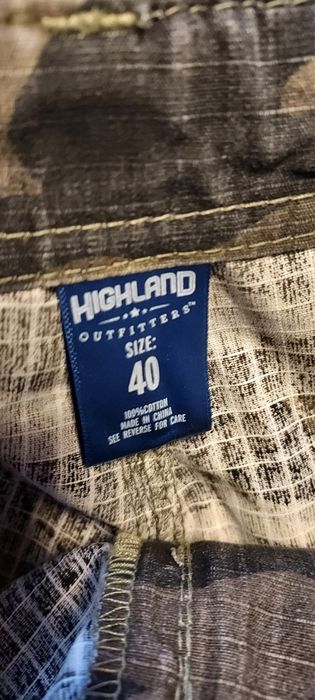 HIGHLAND
OUTFITTERS™
SIZE:
40
100%COTTON
MADE IN CHINA
SEE REVERSE FOR CARE